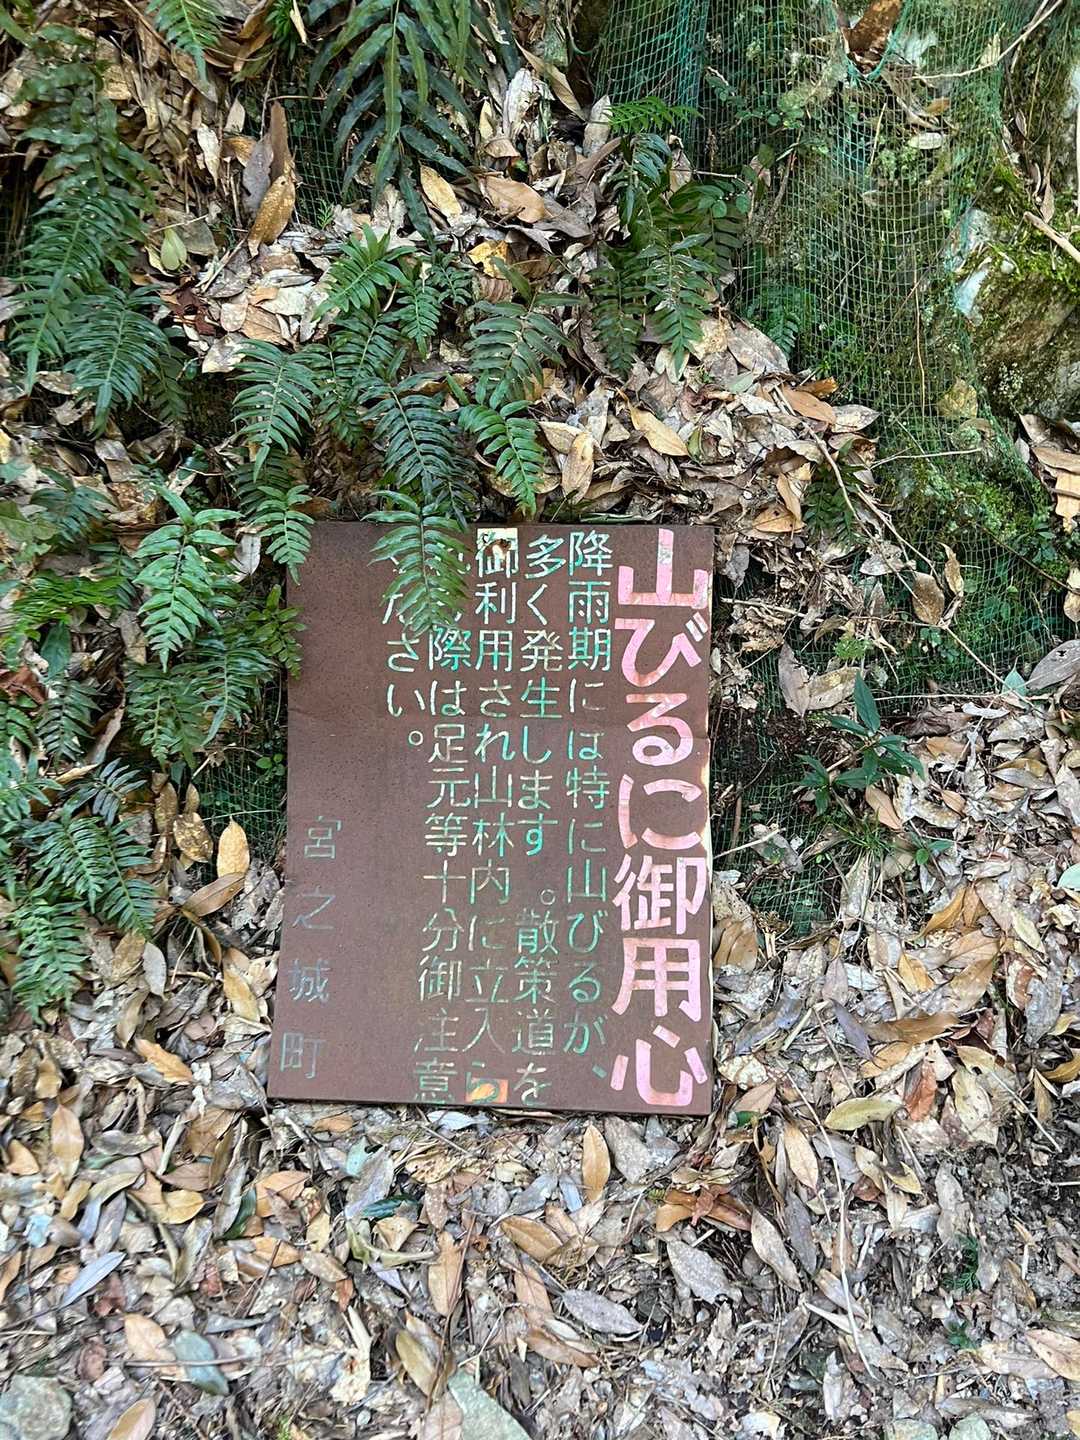 山びるに御用心
降雨期には特に山びるが、
多く発生します。散策道を
御利用され山林内に立入ら
れる際は足元等十分御注意
ください。
宮之城町